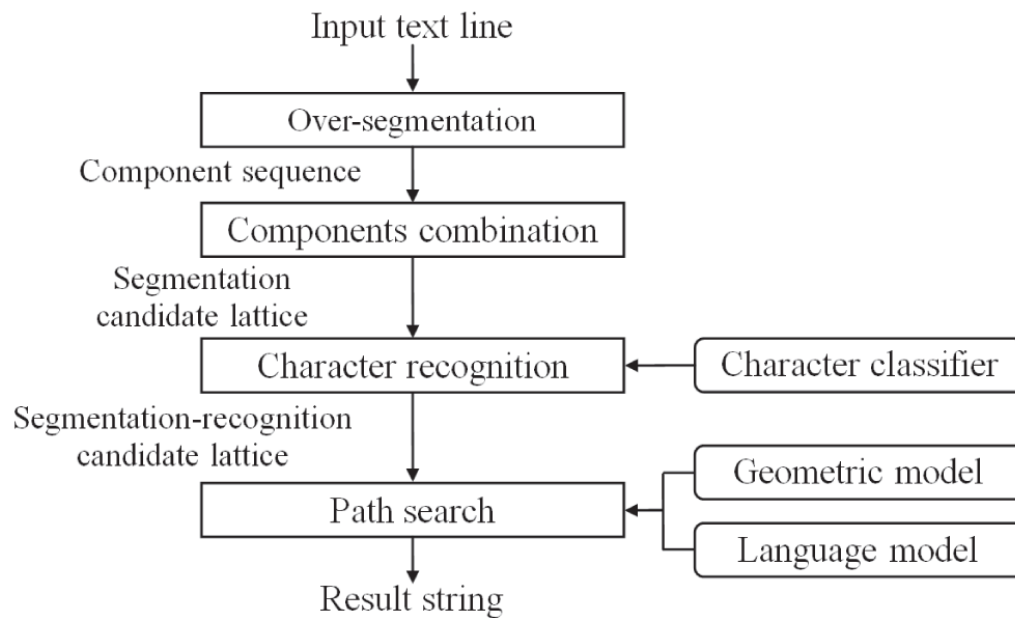 Input text line
Over-segmentation
Component sequence
Components combination
Segmentation
candidate lattice
Character recognition
Character classifier
Segmentation-recognition
candidate lattice
Geometric model
Path search
Language model
Result string